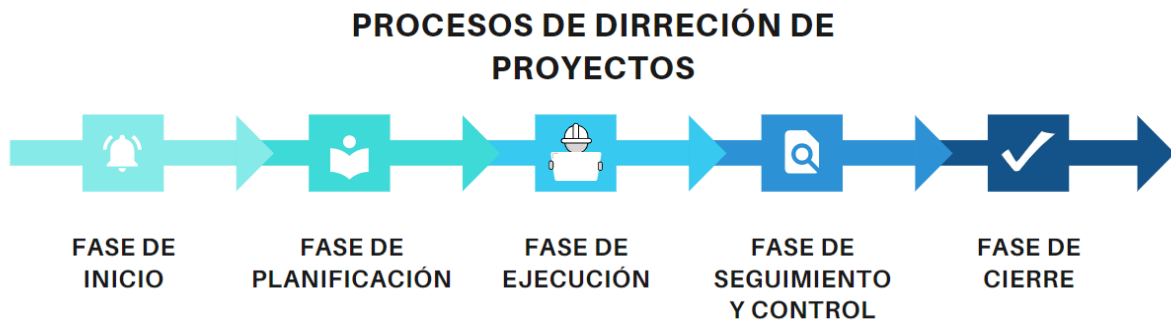 PROCESOS DE DIRRECIÓN DE
PROYECTOS
FASE DE
INICIO
FASE DE
PLANIFICACIÓN
FASE DE
EJECUCIÓN
FASE DE
SEGUIMIENTO
Y CONTROL
FASE DE
CIERRE